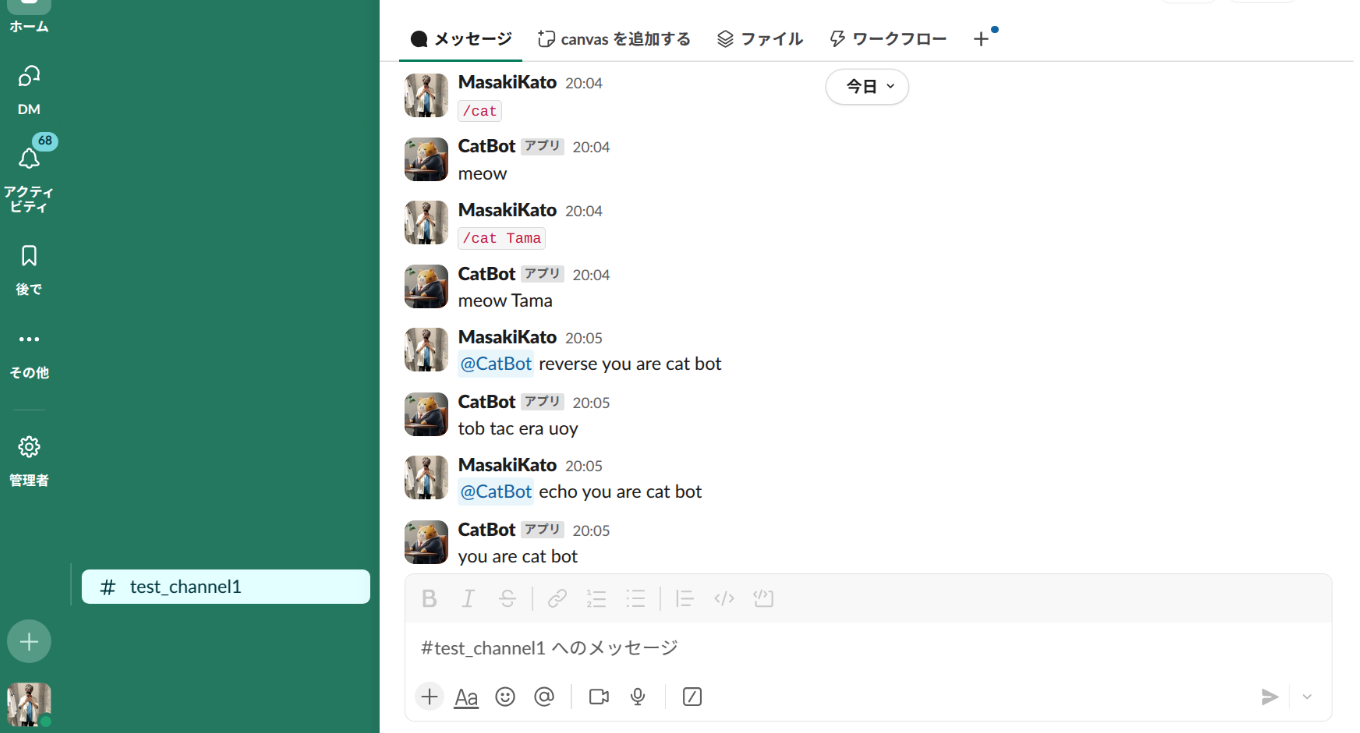 ホーム
DM
68
アクティ
ビティ
後で
その他
管理者
# test_channel1
メッセージ canvas を追加する ファイル ワークフロー
今日
MasakiKato 20:04
/cat
CatBot アプリ 20:04
meow
MasakiKato 20:04
/cat Tama
CatBot アプリ 20:04
meow Tama
MasakiKato 20:05
@CatBot reverse you are cat bot
CatBot アプリ 20:05
tob tac era uoy
MasakiKato 20:05
@CatBot echo you are cat bot
CatBot アプリ 20:05
you are cat bot
#test_channel1 へのメッセージ
Aa